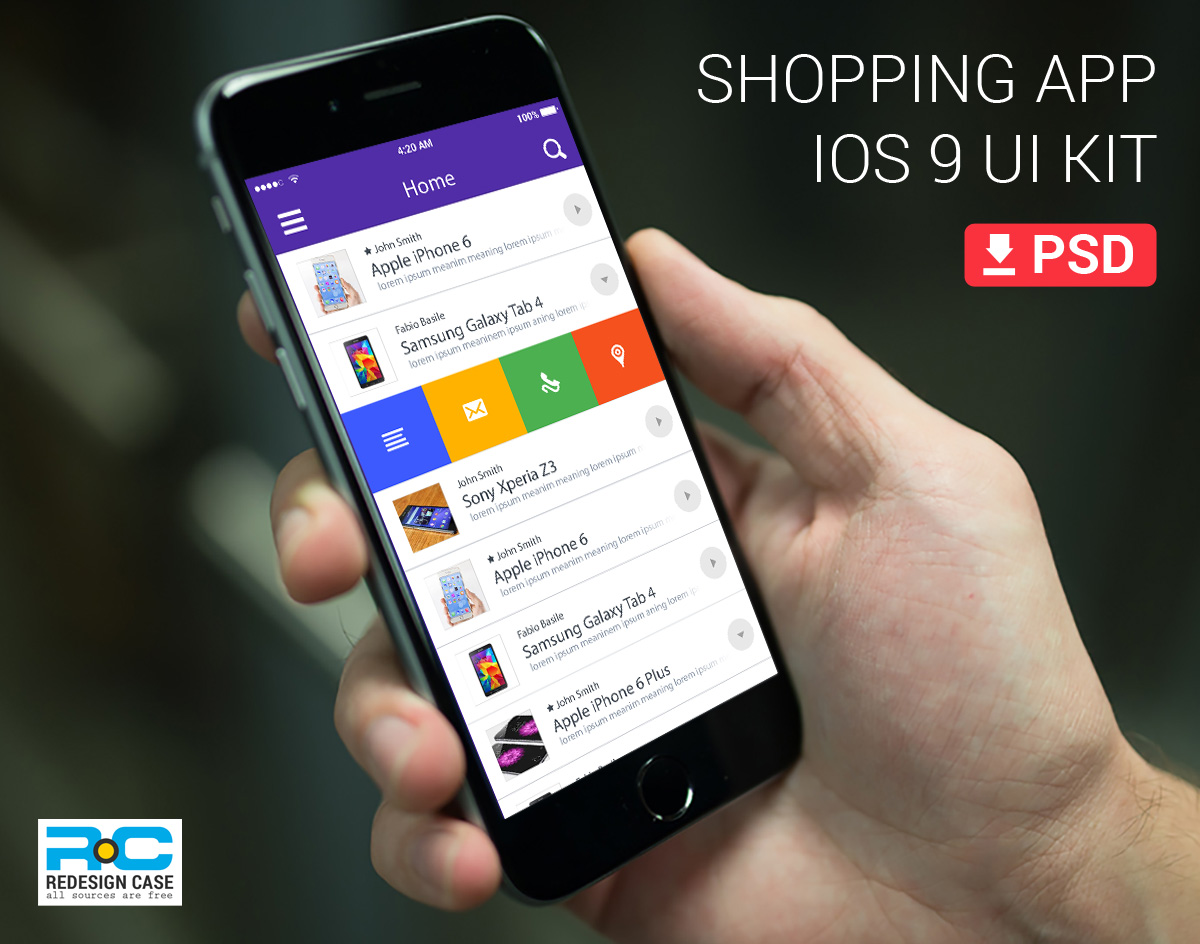 SHOPPING APP
IOS 9 UI KIT
PSD
100%
4:20 AM
Home
John Smith
Apple iPhone 6
lorem ipsum meanim meaning lorem ipsum
Fabio Basile
Samsung Galaxy Tab 4
lorem ipsum meaninem ipsum aning lorem
John Smith
Sony Xperia Z3
lorem ipsum meanim meaning lorem ipsum
John Smith
Apple iPhone 6
lorem ipsum meanim meaning lorem ipsum
Fabio Basile
Samsung Galaxy Tab 4
lorem ipsum meaninem ipsum aning lorem
John Smith
Apple iPhone 6 Plus
lorem ipsum meanim meaning lorem ipsum
RC
REDESIGN CASE
all sources are free